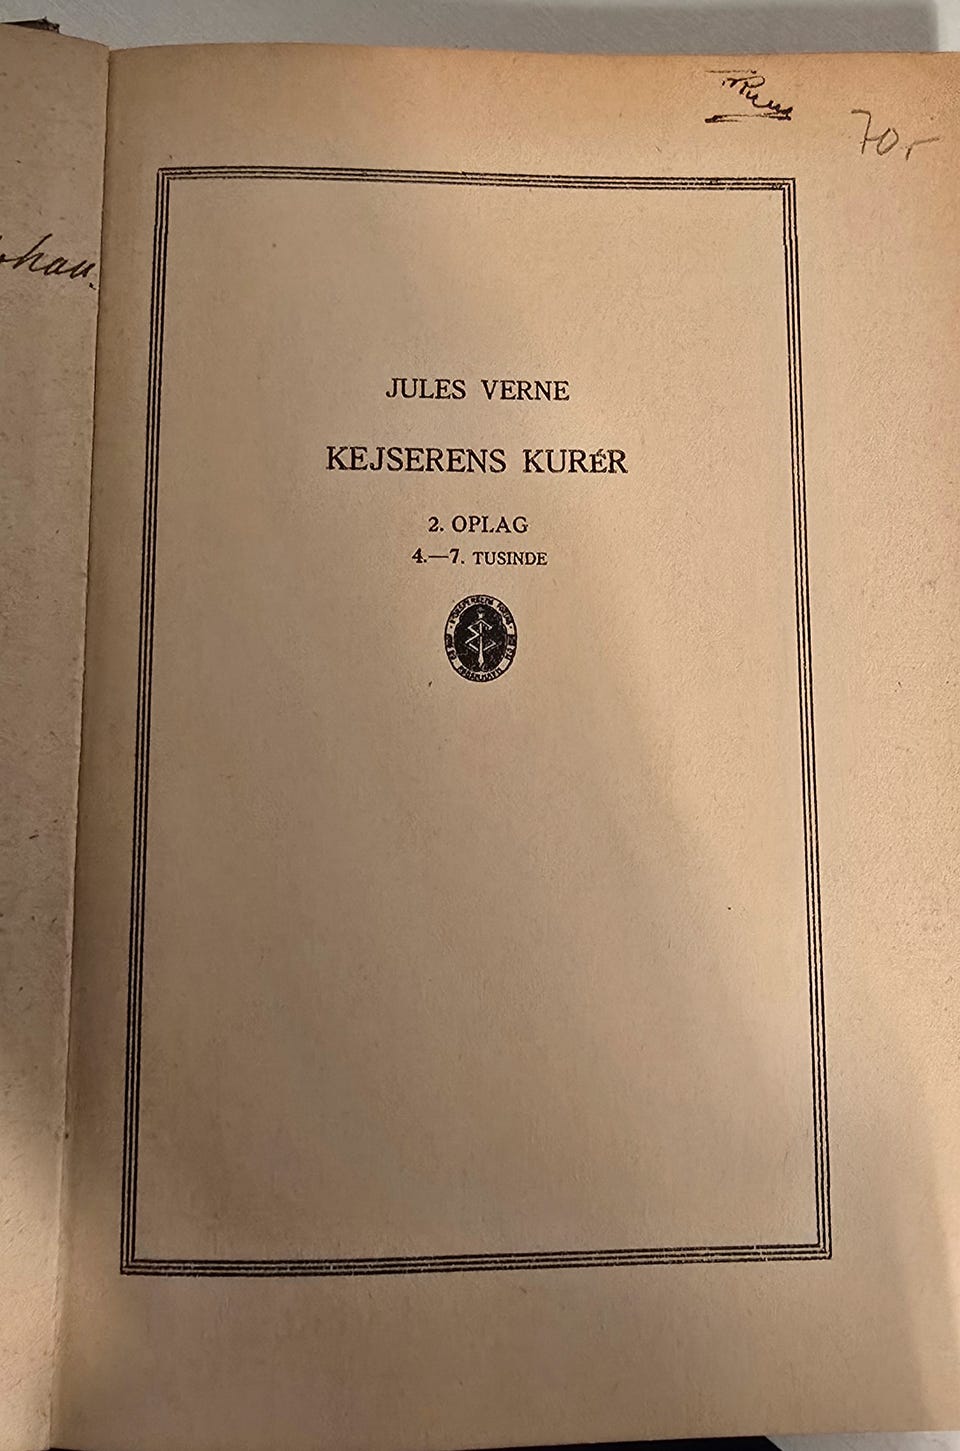 70,-
JULES VERNE
KEJSERENS KURÉR
2. OPLAG
4.—7. TUSINDE